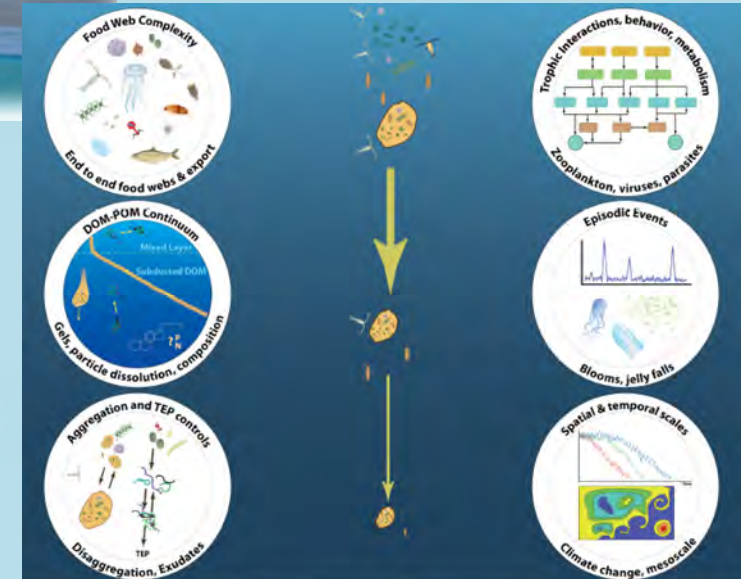 Food Web Complexity
End to end food webs & export
Trophic Interactions, behavior, metabolism
Zooplankton, viruses, parasites
DOM-POM Continuum
Mixed Layer
Subducted DOM
? P
N
Gels, particle dissolution, composition
Episodic Events
Blooms, jelly falls
Aggregation and TEP controls
TEP
Disaggregation, Exudates
Spatial & temporal scales
Climate change, mesoscale